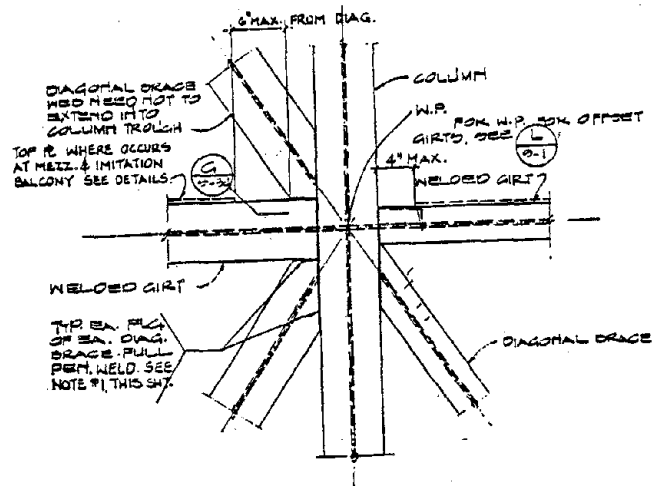 6" MAX. FROM DIAG.
DIAGONAL BRACE
WEB NEED NOT TO
EXTEND INTO
COLUMN TROUGH
TOP PL WHERE OCCURS
AT MEZZ. & IMITATION
BALCONY SEE DETAILS.
G
COLUMN
W.P.
FOR W.P. FOR OFFSET
GIRTS, SEE
L
S-1
4" MAX.
WELDED GIRT
WELDED GIRT
TYP. EA. FLG
OF EA. DIAG.
BRACE FULL
PEN. WELD. SEE
NOTE #1, THIS SHT.
DIAGONAL BRACE